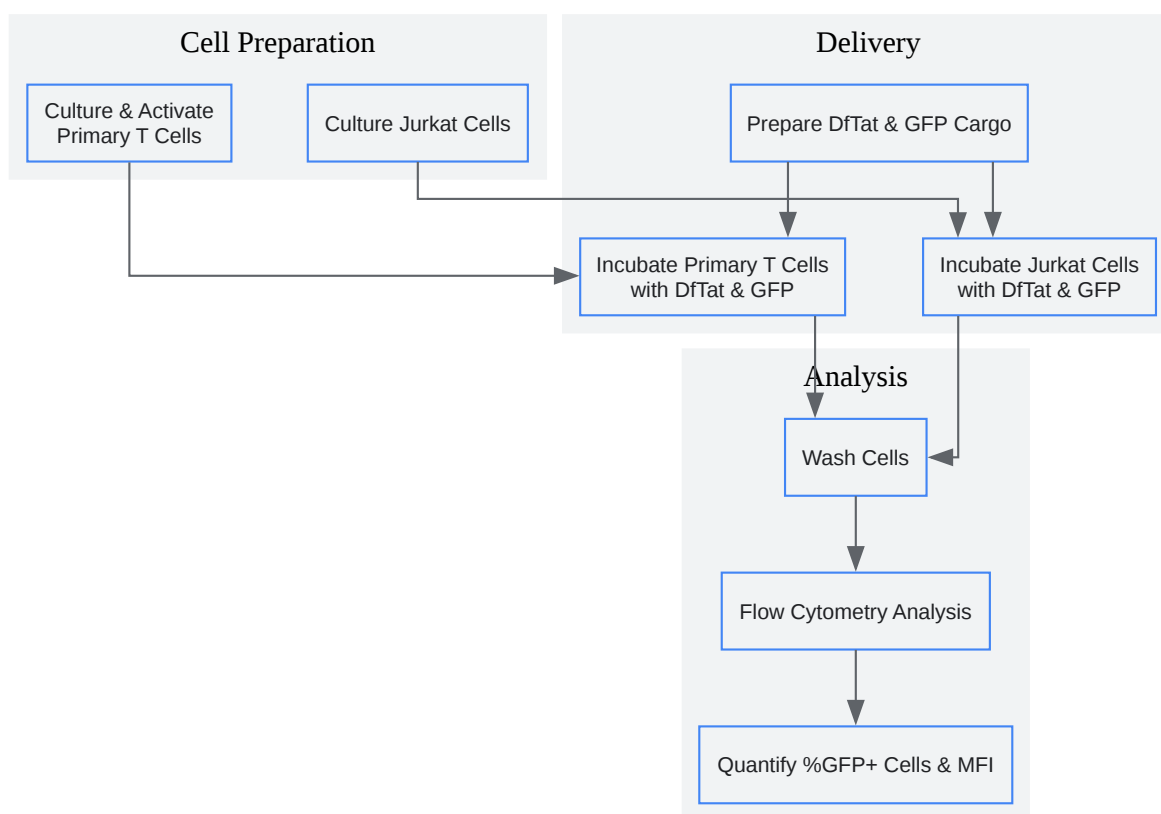 Cell Preparation
Culture & Activate
Primary T Cells
Culture Jurkat Cells
Delivery
Prepare DfTat & GFP Cargo
Incubate Primary T Cells
with DfTat & GFP
Incubate Jurkat Cells
with DfTat & GFP
Analysis
Wash Cells
Flow Cytometry Analysis
Quantify %GFP+ Cells & MFI